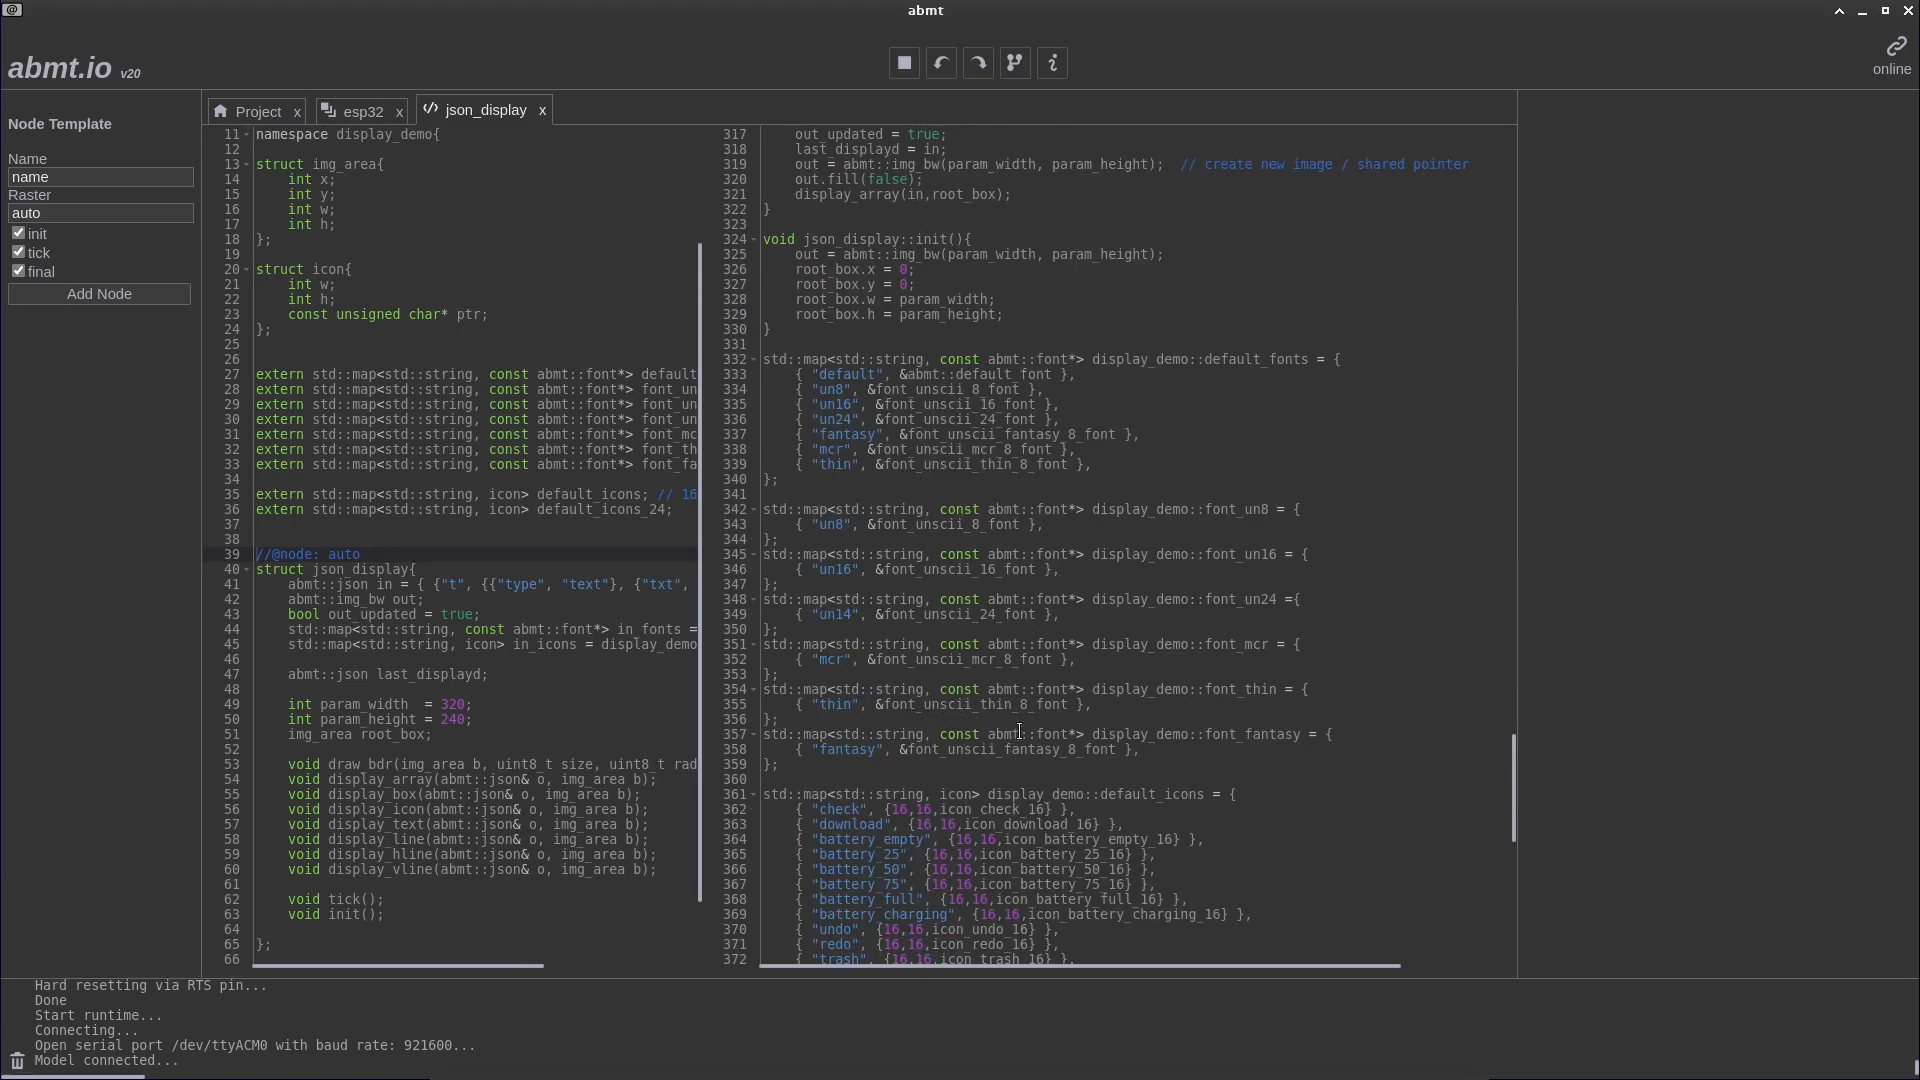 @
abmt
abmt.io v20
online
Node Template
Name
name
Raster
auto
init
tick
final
Add Node
Project x
esp32 x
json_display x
11 namespace display_demo{
12
13 struct img_area{
14 int x;
15 int y;
16 int w;
17 int h;
18 };
19
20 struct icon{
21 int w;
22 int h;
23 const unsigned char* ptr;
24 };
25
26
27 extern std::map<std::string, const abmt::font*> default
28 extern std::map<std::string, const abmt::font*> font_un
29 extern std::map<std::string, const abmt::font*> font_un
30 extern std::map<std::string, const abmt::font*> font_un
31 extern std::map<std::string, const abmt::font*> font_mc
32 extern std::map<std::string, const abmt::font*> font_th
33 extern std::map<std::string, const abmt::font*> font_fa
34
35 extern std::map<std::string, icon> default_icons; // 16
36 extern std::map<std::string, icon> default_icons_24;
37
38
39 //@node: auto
40 struct json_display{
41 abmt::json in = { {"t", {{"type", "text"}, {"txt",
42 abmt::img_bw out;
43 bool out_updated = true;
44 std::map<std::string, const abmt::font*> in_fonts =
45 std::map<std::string, icon> in_icons = display_demo
46
47 abmt::json last_displayd;
48
49 int param_width = 320;
50 int param_height = 240;
51 img_area root_box;
52
53 void draw_bdr(img_area b, uint8_t size, uint8_t rad
54 void display_array(abmt::json& o, img_area b);
55 void display_box(abmt::json& o, img_area b);
56 void display_icon(abmt::json& o, img_area b);
57 void display_text(abmt::json& o, img_area b);
58 void display_line(abmt::json& o, img_area b);
59 void display_hline(abmt::json& o, img_area b);
60 void display_vline(abmt::json& o, img_area b);
61
62 void tick();
63 void init();
64
65 };
66
317 out_updated = true;
318 last_displayd = in;
319 out = abmt::img_bw(param_width, param_height); // create new image / shared pointer
320 out.fill(false);
321 display_array(in,root_box);
322 }
323
324 void json_display::init(){
325 out = abmt::img_bw(param_width, param_height);
326 root_box.x = 0;
327 root_box.y = 0;
328 root_box.w = param_width;
329 root_box.h = param_height;
330 }
331
332 std::map<std::string, const abmt::font*> display_demo::default_fonts = {
333 { "default", &abmt::default_font },
334 { "un8", &font_unscii_8_font },
335 { "un16", &font_unscii_16_font },
336 { "un24", &font_unscii_24_font },
337 { "fantasy", &font_unscii_fantasy_8_font },
338 { "mcr", &font_unscii_mcr_8_font },
339 { "thin", &font_unscii_thin_8_font },
340 };
341
342 std::map<std::string, const abmt::font*> display_demo::font_un8 = {
343 { "un8", &font_unscii_8_font },
344 };
345 std::map<std::string, const abmt::font*> display_demo::font_un16 = {
346 { "un16", &font_unscii_16_font },
347 };
348 std::map<std::string, const abmt::font*> display_demo::font_un24 ={
349 { "un14", &font_unscii_24_font },
350 };
351 std::map<std::string, const abmt::font*> display_demo::font_mcr = {
352 { "mcr", &font_unscii_mcr_8_font },
353 };
354 std::map<std::string, const abmt::font*> display_demo::font_thin = {
355 { "thin", &font_unscii_thin_8_font },
356 };
357 std::map<std::string, const abmt::font*> display_demo::font_fantasy = {
358 { "fantasy", &font_unscii_fantasy_8_font },
359 };
360
361 std::map<std::string, icon> display_demo::default_icons = {
362 { "check", {16,16,icon_check_16} },
363 { "download", {16,16,icon_download_16} },
364 { "battery_empty", {16,16,icon_battery_empty_16} },
365 { "battery_25", {16,16,icon_battery_25_16} },
366 { "battery_50", {16,16,icon_battery_50_16} },
367 { "battery_75", {16,16,icon_battery_75_16} },
368 { "battery_full", {16,16,icon_battery_full_16} },
369 { "battery_charging", {16,16,icon_battery_charging_16} },
370 { "undo", {16,16,icon_undo_16} },
371 { "redo", {16,16,icon_redo_16} },
372 { "trash", {16,16,icon_trash_16} },
Hard resetting via RTS pin...
Done
Start runtime...
Connecting...
Open serial port /dev/ttyACM0 with baud rate: 921600...
Model connected...